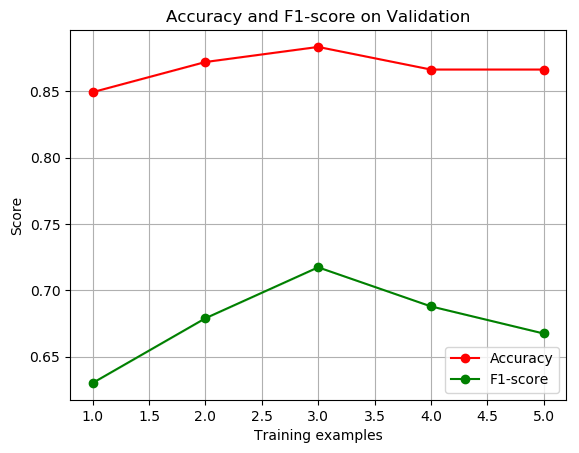 Accuracy and F1-score on Validation
0.85
0.80
0.75
0.70
0.65
Score
1.0 1.5 2.0 2.5 3.0 3.5 4.0 4.5 5.0
Training examples
Accuracy
F1-score